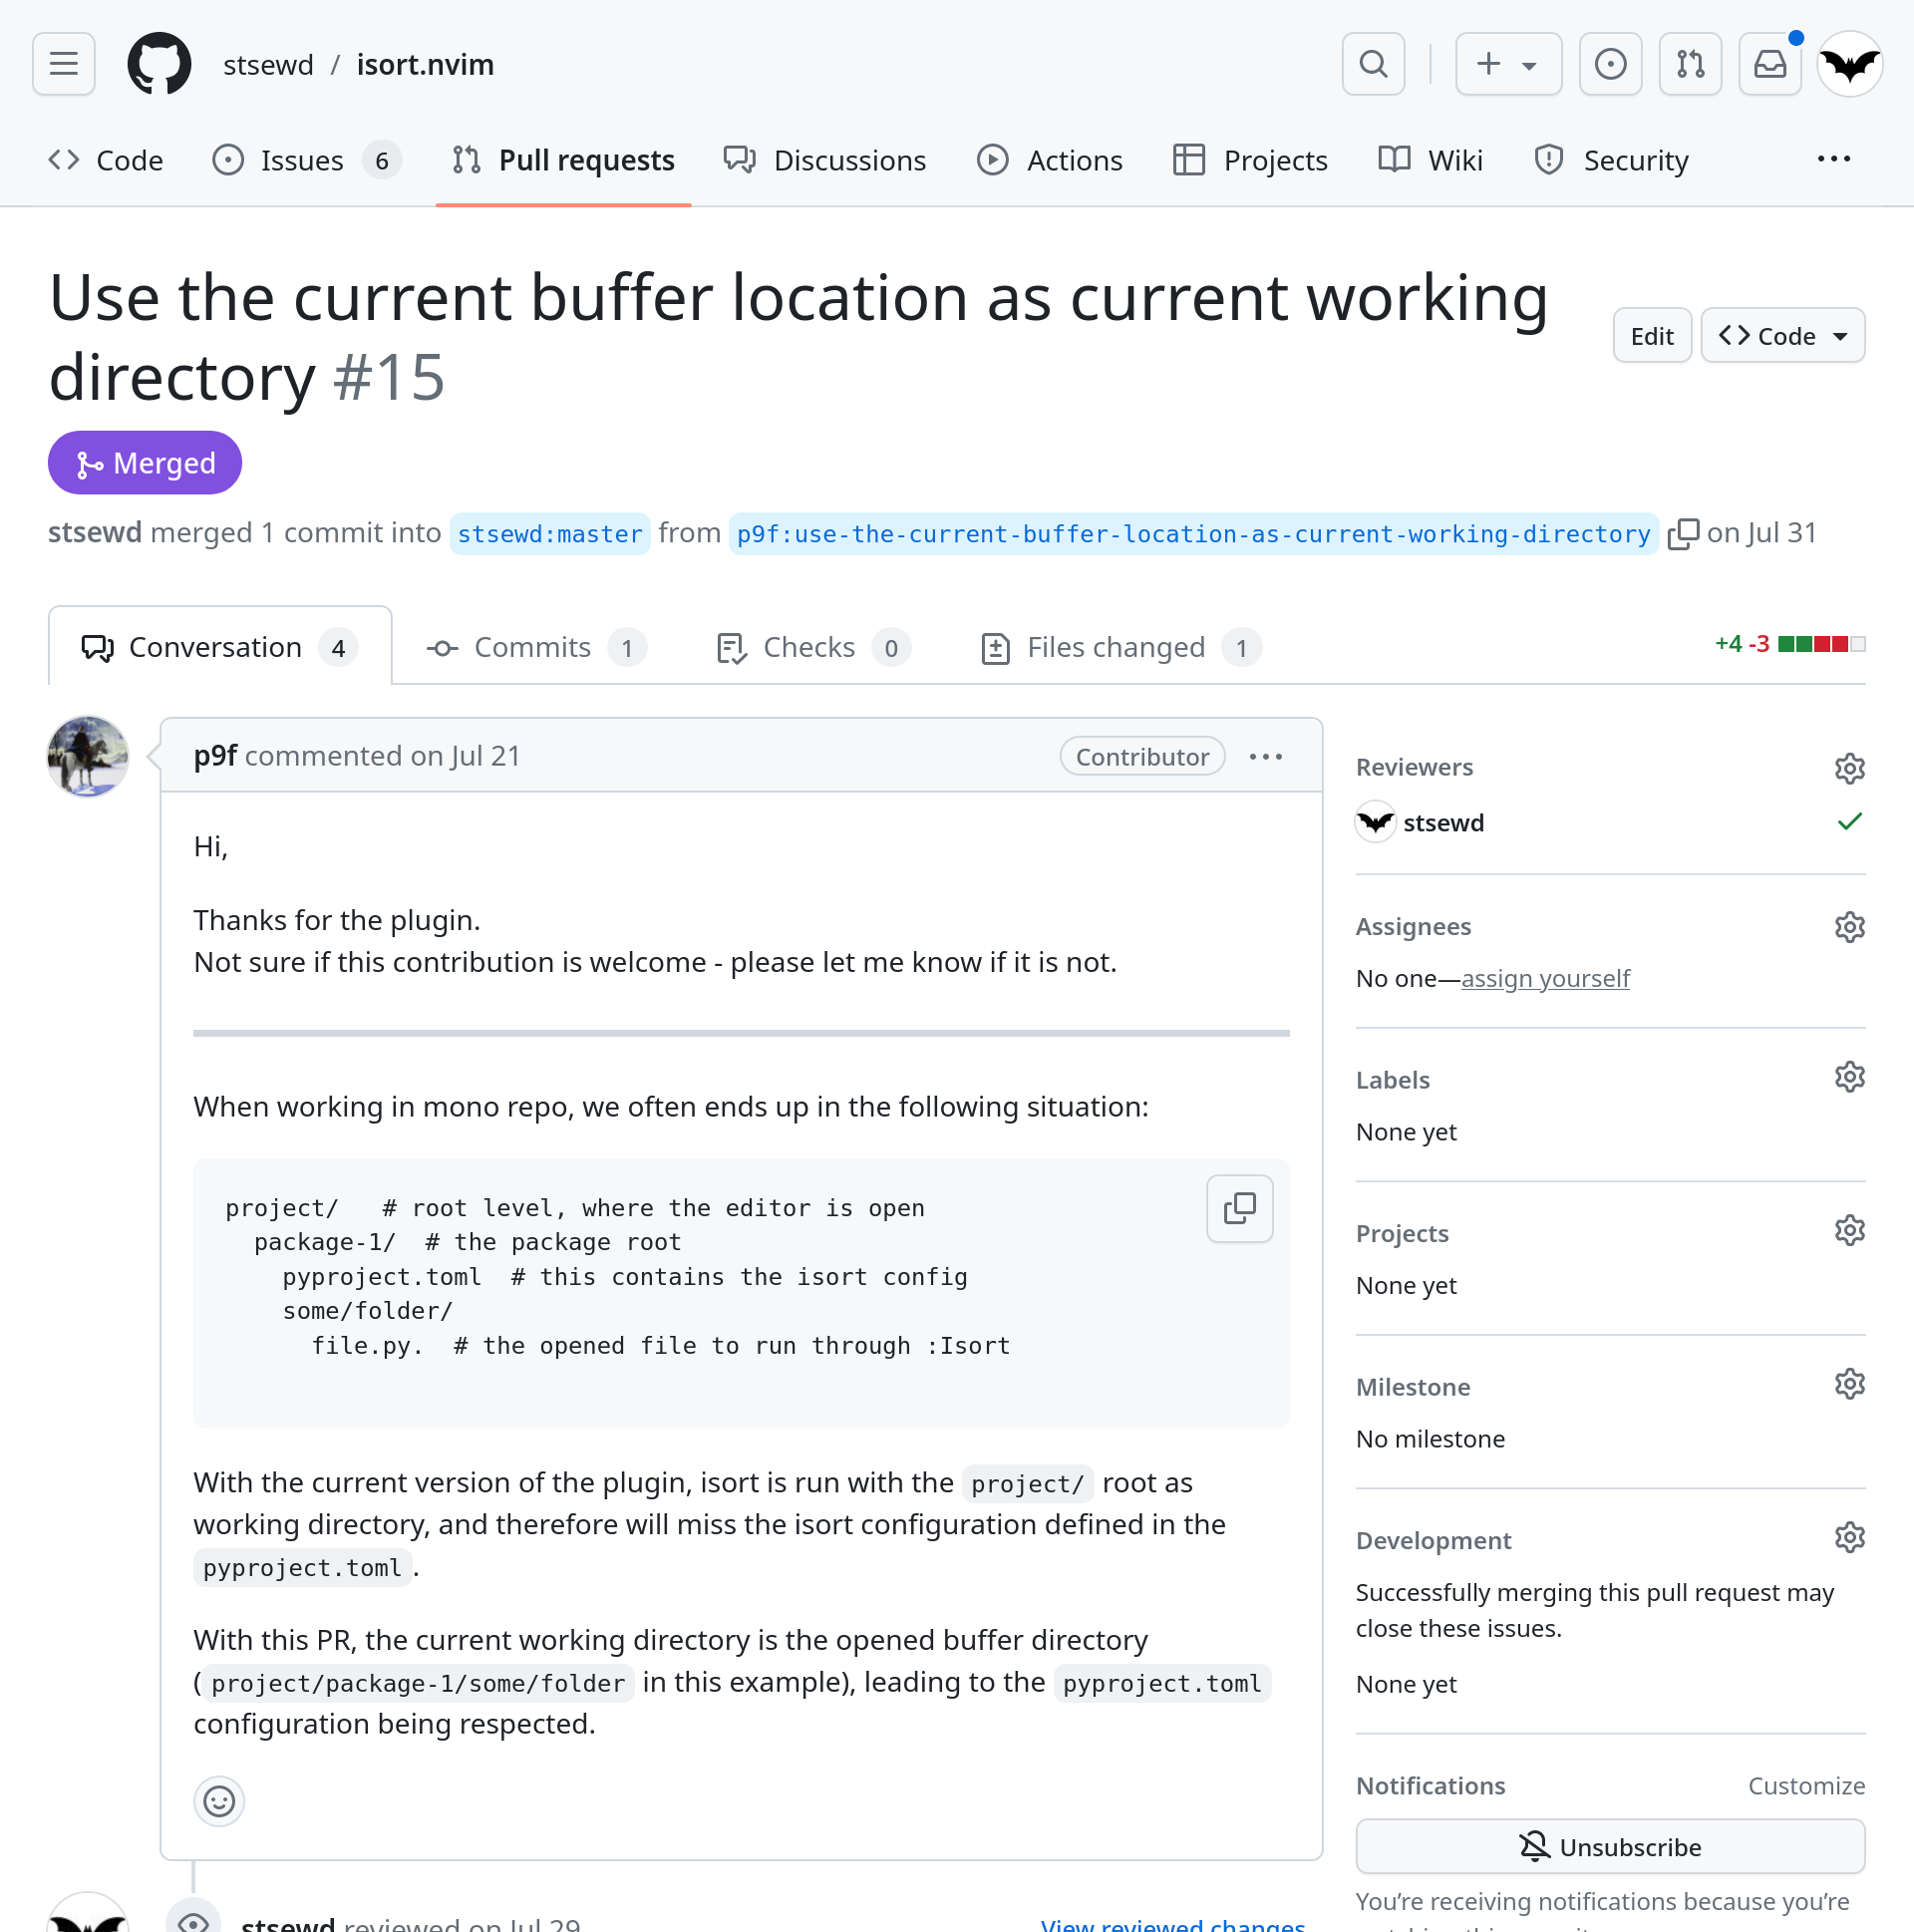 stsewd / isort.nvim
Code
Issues 6
Pull requests
Discussions
Actions
Projects
Wiki
Security
Use the current buffer location as current working
directory #15
Edit
Code
Merged
stsewd merged 1 commit into stsewd:master from p9f:use-the-current-buffer-location-as-current-working-directory on Jul 31
Conversation 4
Commits 1
Checks 0
Files changed 1
+4 -3
p9f commented on Jul 21
Contributor
Hi,
Thanks for the plugin.
Not sure if this contribution is welcome - please let me know if it is not.
When working in mono repo, we often ends up in the following situation:
project/   # root level, where the editor is open
  package-1/  # the package root
    pyproject.toml  # this contains the isort config
    some/folder/
      file.py.  # the opened file to run through :Isort
With the current version of the plugin, isort is run with the project/ root as
working directory, and therefore will miss the isort configuration defined in the
pyproject.toml.
With this PR, the current working directory is the opened buffer directory
(project/package-1/some/folder in this example), leading to the pyproject.toml
configuration being respected.
stsewd reviewed on Jul 29
View reviewed changes
Reviewers
stsewd
Assignees
No one—assign yourself
Labels
None yet
Projects
None yet
Milestone
No milestone
Development
Successfully merging this pull request may
close these issues.
None yet
Notifications
Customize
Unsubscribe
You’re receiving notifications because you’re